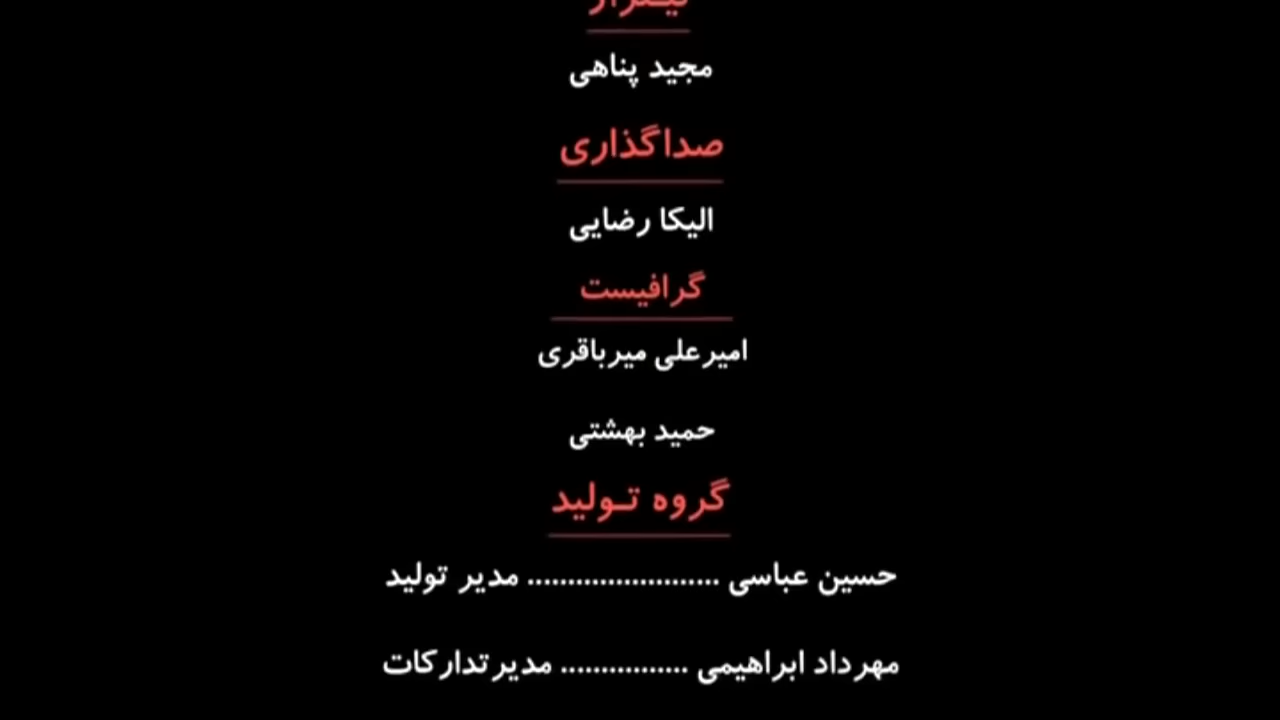 مجید پناهی
صداگذاری
الیکا رضایی
گرافیست
امیرعلی میرباقری
حمید بهشتی
گروه تـولید
حسین عباسی ........................ مدیر تولید
مهرداد ابراهیمی ................ مدیرتدارکات